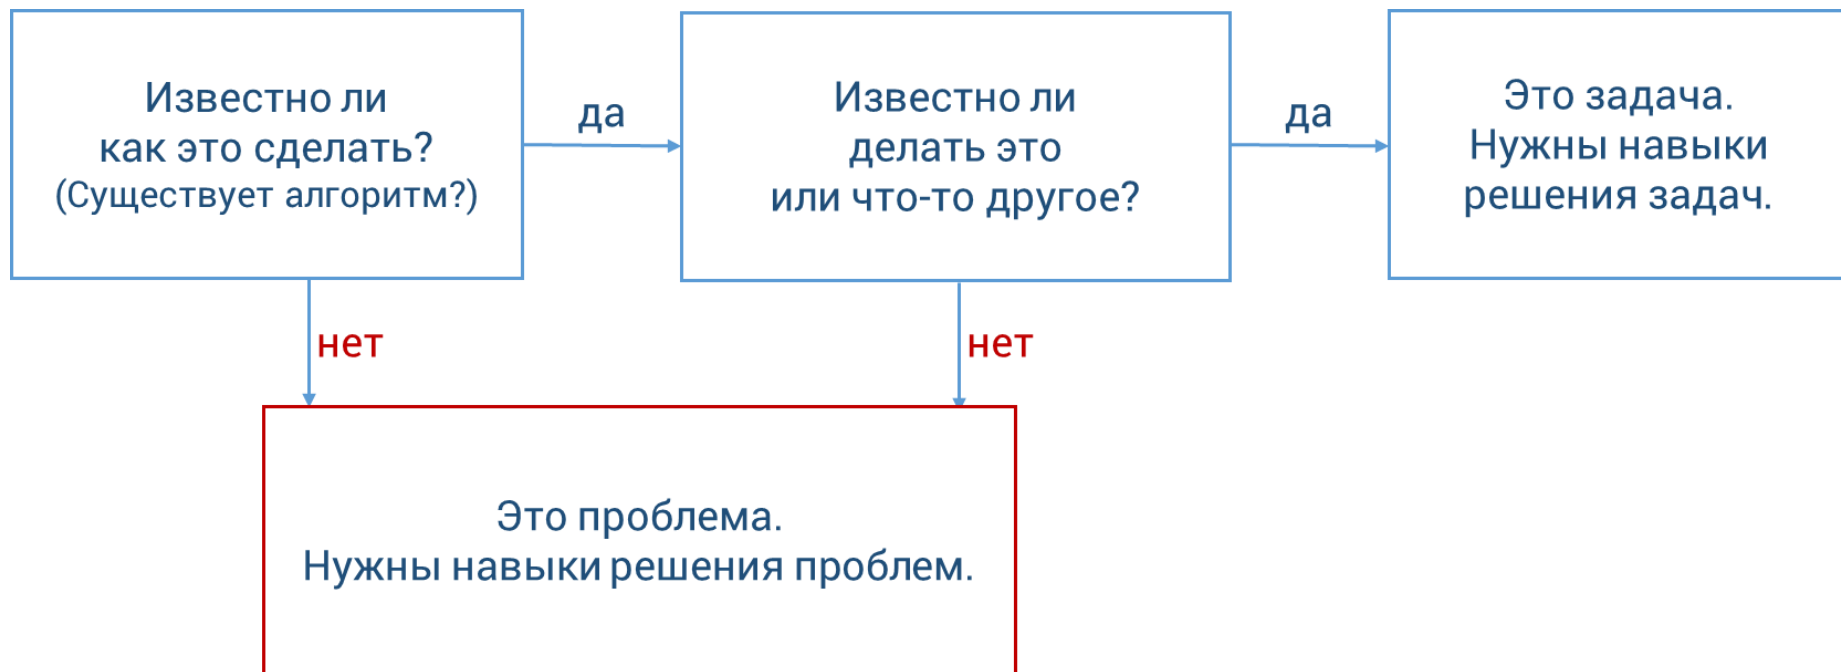 Известно ли
как это сделать?
(Существует алгоритм?)
да
Известно ли
делать это
или что-то другое?
да
Это задача.
Нужны навыки
решения задач.
нет
нет
Это проблема.
Нужны навыки решения проблем.